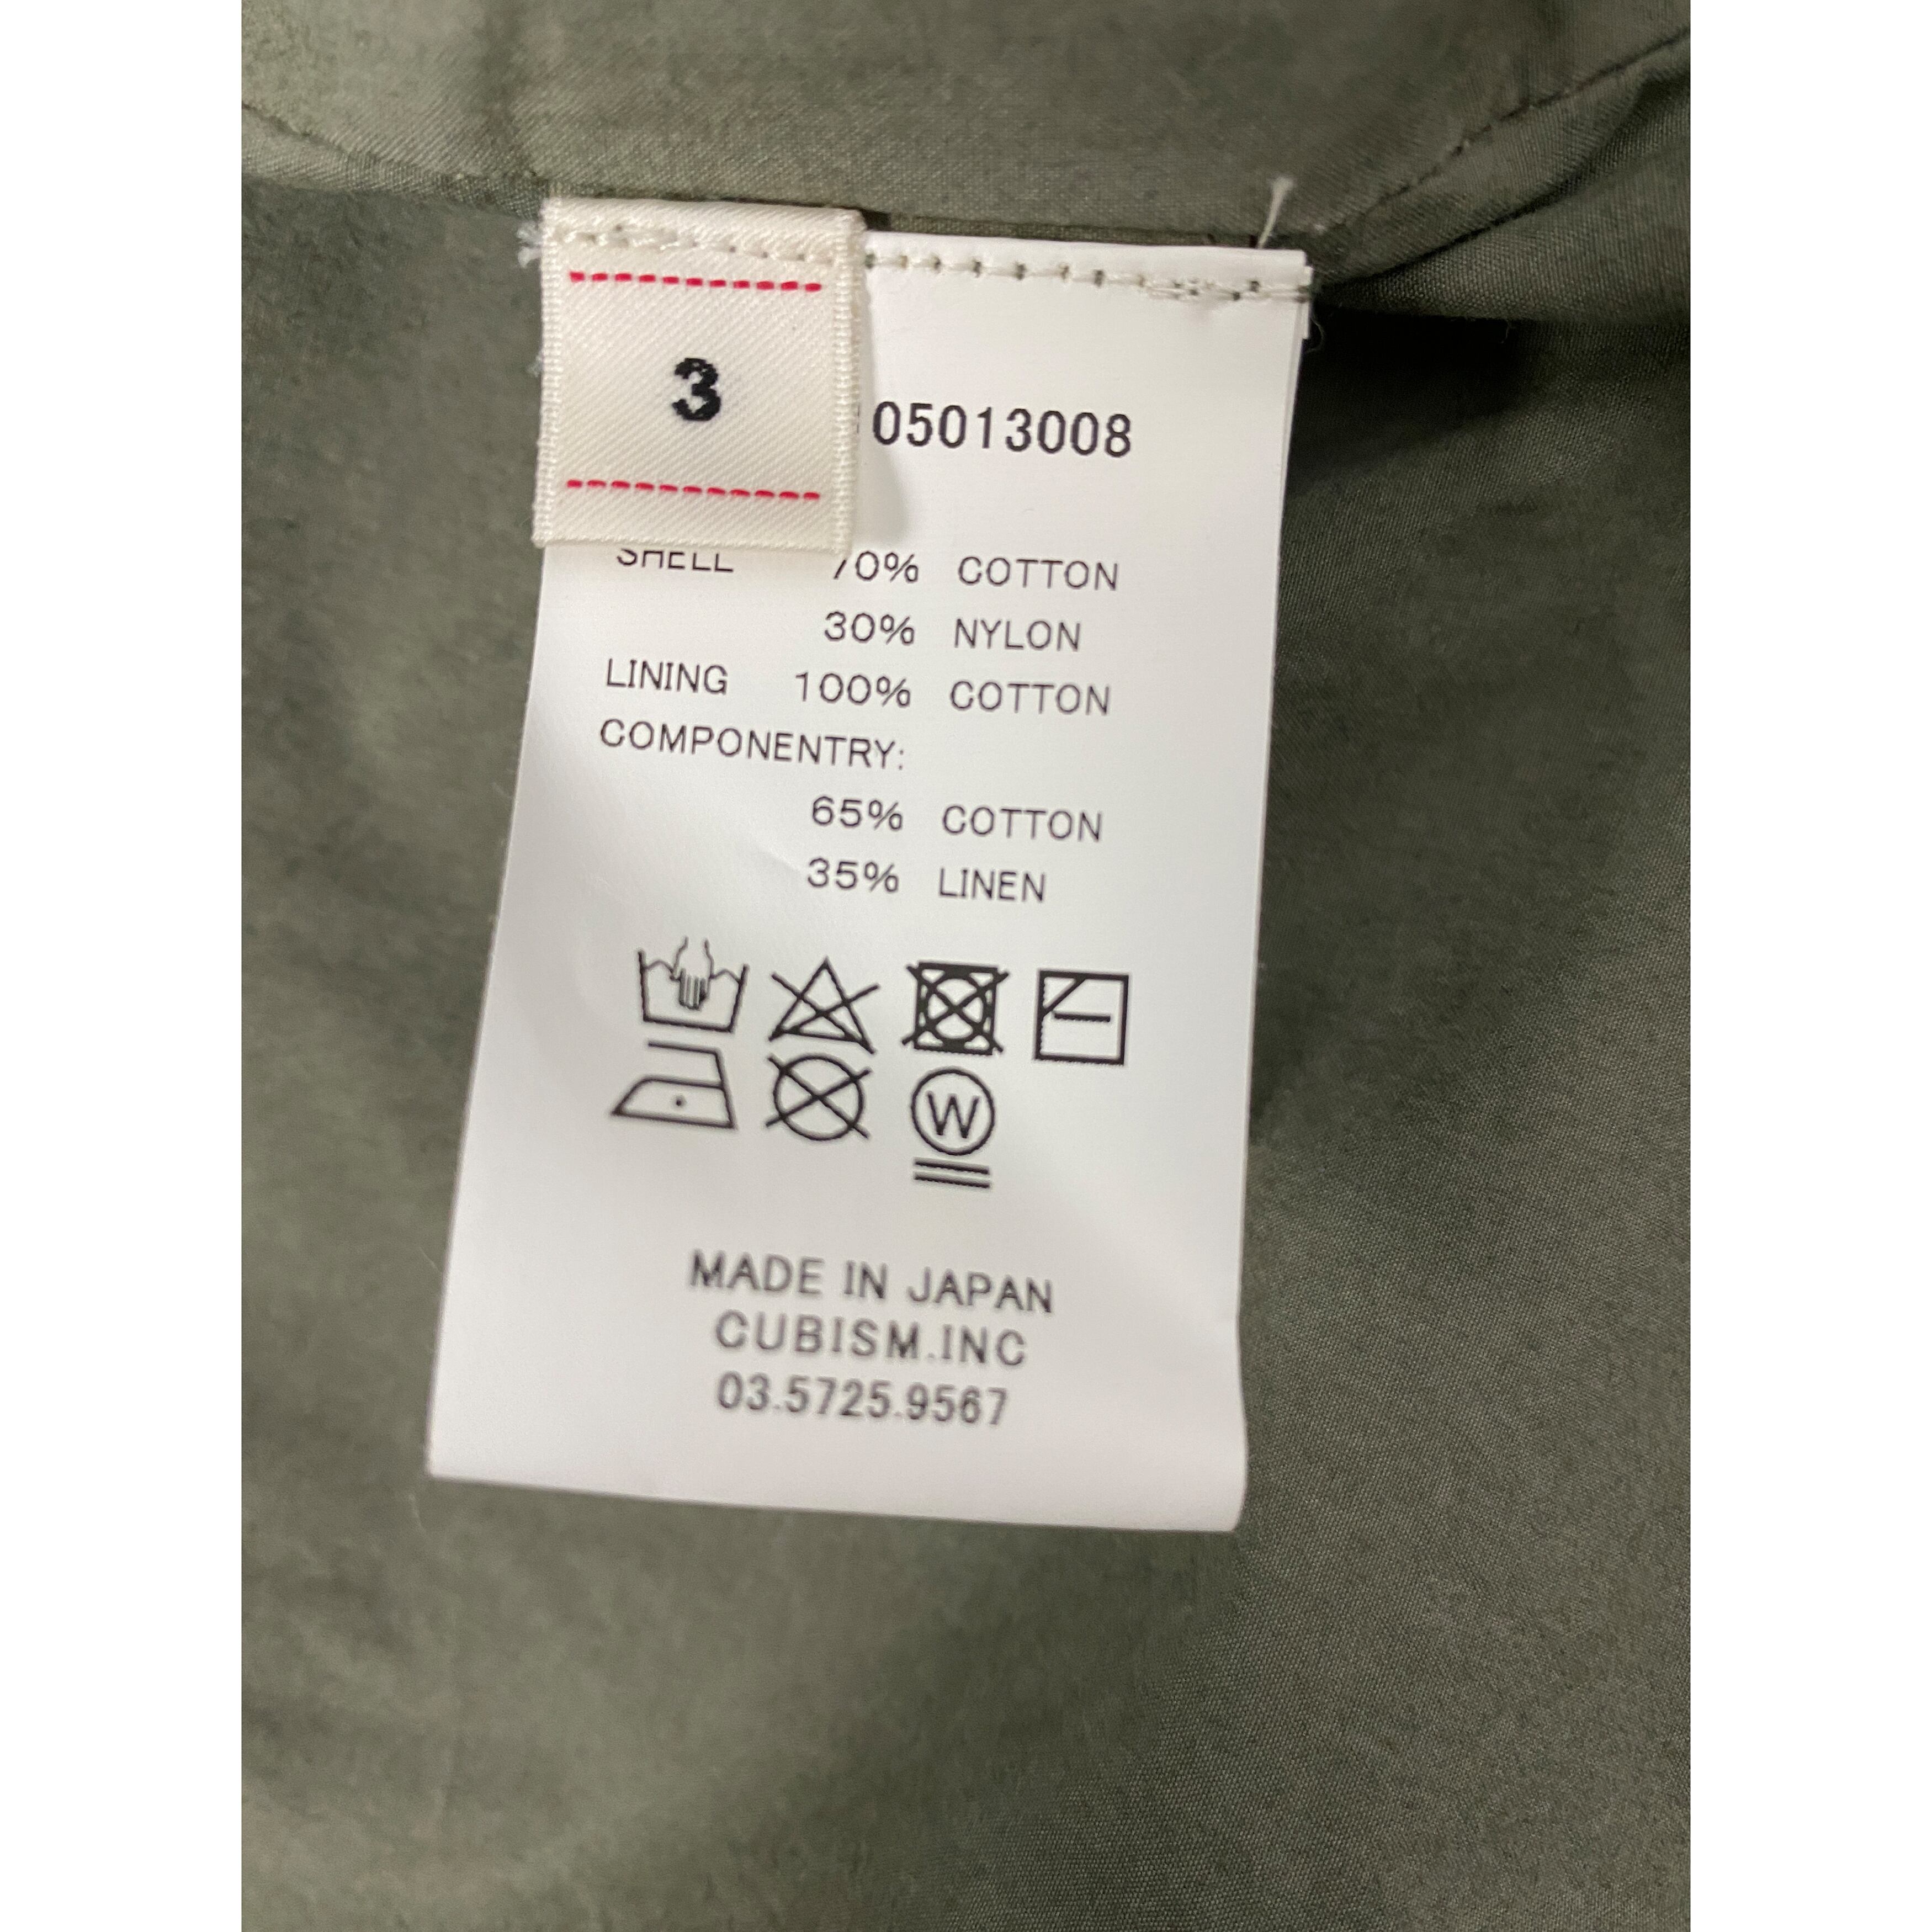 3
05013008
SHELL 70% COTTON
30% NYLON
LINING 100% COTTON
COMPONENTRY:
65% COTTON
35% LINEN
W
MADE IN JAPAN
CUBISM.INC
03.5725.9567